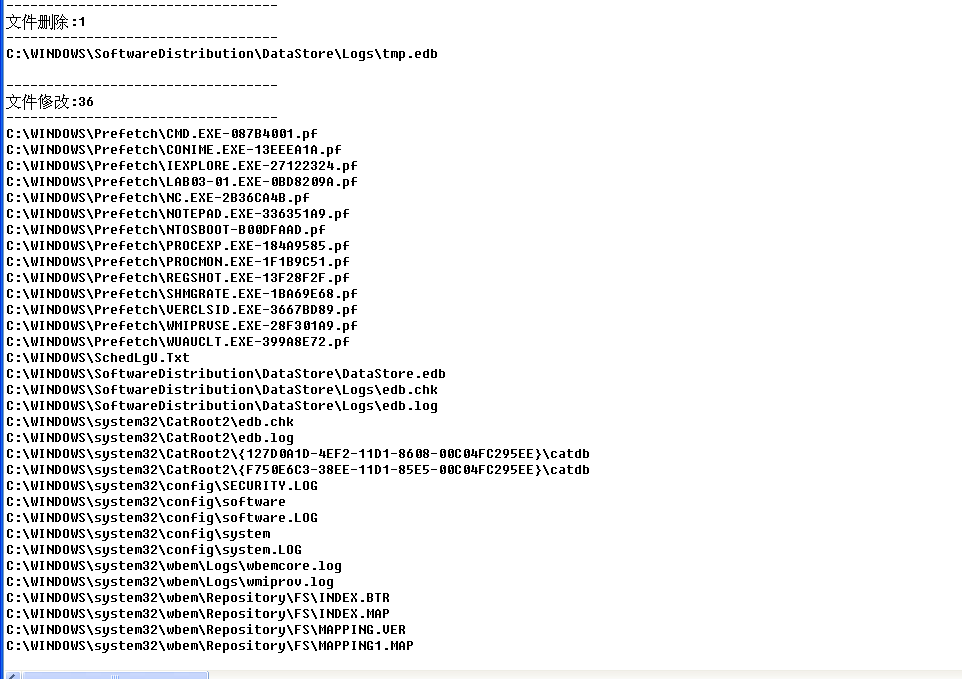 ----------------------------------
文件删除:1
----------------------------------
C:\WINDOWS\SoftwareDistribution\DataStore\Logs\tmp.edb
----------------------------------
文件修改:36
----------------------------------
C:\WINDOWS\Prefetch\CMD.EXE-087B4001.pf
C:\WINDOWS\Prefetch\CONIME.EXE-13EEEA1A.pf
C:\WINDOWS\Prefetch\IEXPLORE.EXE-27122324.pf
C:\WINDOWS\Prefetch\LAB03-01.EXE-0BD8209A.pf
C:\WINDOWS\Prefetch\NC.EXE-2B36CA4B.pf
C:\WINDOWS\Prefetch\NOTEPAD.EXE-336351A9.pf
C:\WINDOWS\Prefetch\NTOSBOOT-B00DFAAD.pf
C:\WINDOWS\Prefetch\PROCEXP.EXE-184A9585.pf
C:\WINDOWS\Prefetch\PROCMON.EXE-1F1B9C51.pf
C:\WINDOWS\Prefetch\REGSHOT.EXE-13F28F2F.pf
C:\WINDOWS\Prefetch\SHMGRATE.EXE-1BA69E68.pf
C:\WINDOWS\Prefetch\VERCLSID.EXE-3667BD89.pf
C:\WINDOWS\Prefetch\WMIPRVSE.EXE-28F301A9.pf
C:\WINDOWS\Prefetch\WUAUCLT.EXE-399A8E72.pf
C:\WINDOWS\SchedLgU.Txt
C:\WINDOWS\SoftwareDistribution\DataStore\DataStore.edb
C:\WINDOWS\SoftwareDistribution\DataStore\Logs\edb.chk
C:\WINDOWS\SoftwareDistribution\DataStore\Logs\edb.log
C:\WINDOWS\system32\CatRoot2\edb.chk
C:\WINDOWS\system32\CatRoot2\edb.log
C:\WINDOWS\system32\CatRoot2\{127D0A1D-4EF2-11D1-8608-00C04FC295EE}\catdb
C:\WINDOWS\system32\CatRoot2\{F750E6C3-38EE-11D1-85E5-00C04FC295EE}\catdb
C:\WINDOWS\system32\config\SECURITY.LOG
C:\WINDOWS\system32\config\software
C:\WINDOWS\system32\config\software.LOG
C:\WINDOWS\system32\config\system
C:\WINDOWS\system32\config\system.LOG
C:\WINDOWS\system32\wbem\Logs\wbemcore.log
C:\WINDOWS\system32\wbem\Logs\wmiprov.log
C:\WINDOWS\system32\wbem\Repository\FS\INDEX.BTR
C:\WINDOWS\system32\wbem\Repository\FS\INDEX.MAP
C:\WINDOWS\system32\wbem\Repository\FS\MAPPING.VER
C:\WINDOWS\system32\wbem\Repository\FS\MAPPING1.MAP